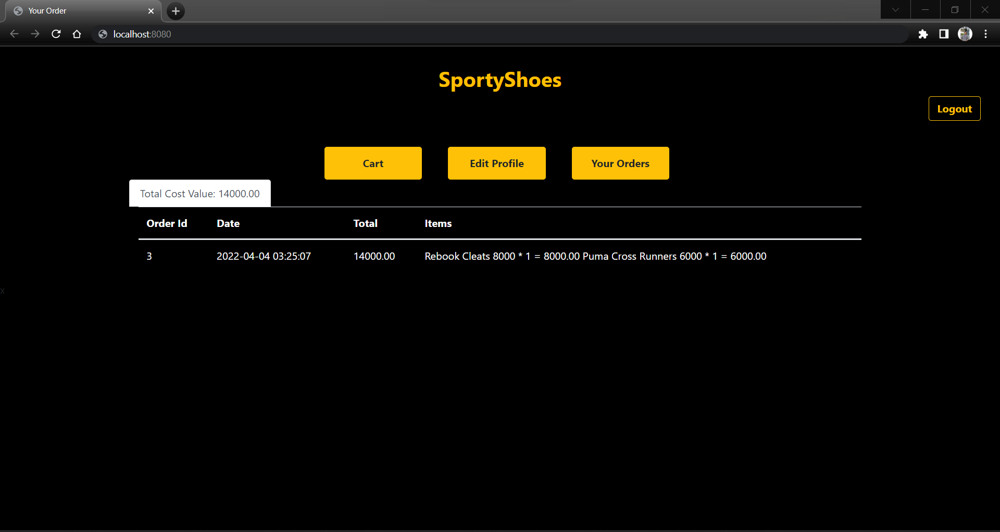 Your Order
localhost:8080
SportyShoes
Logout
Cart
Edit Profile
Your Orders
Total Cost Value: 14000.00
Order Id Date Total Items
3 2022-04-04 03:25:07 14000.00 Rebook Cleats 8000 * 1 = 8000.00 Puma Cross Runners 6000 * 1 = 6000.00
x